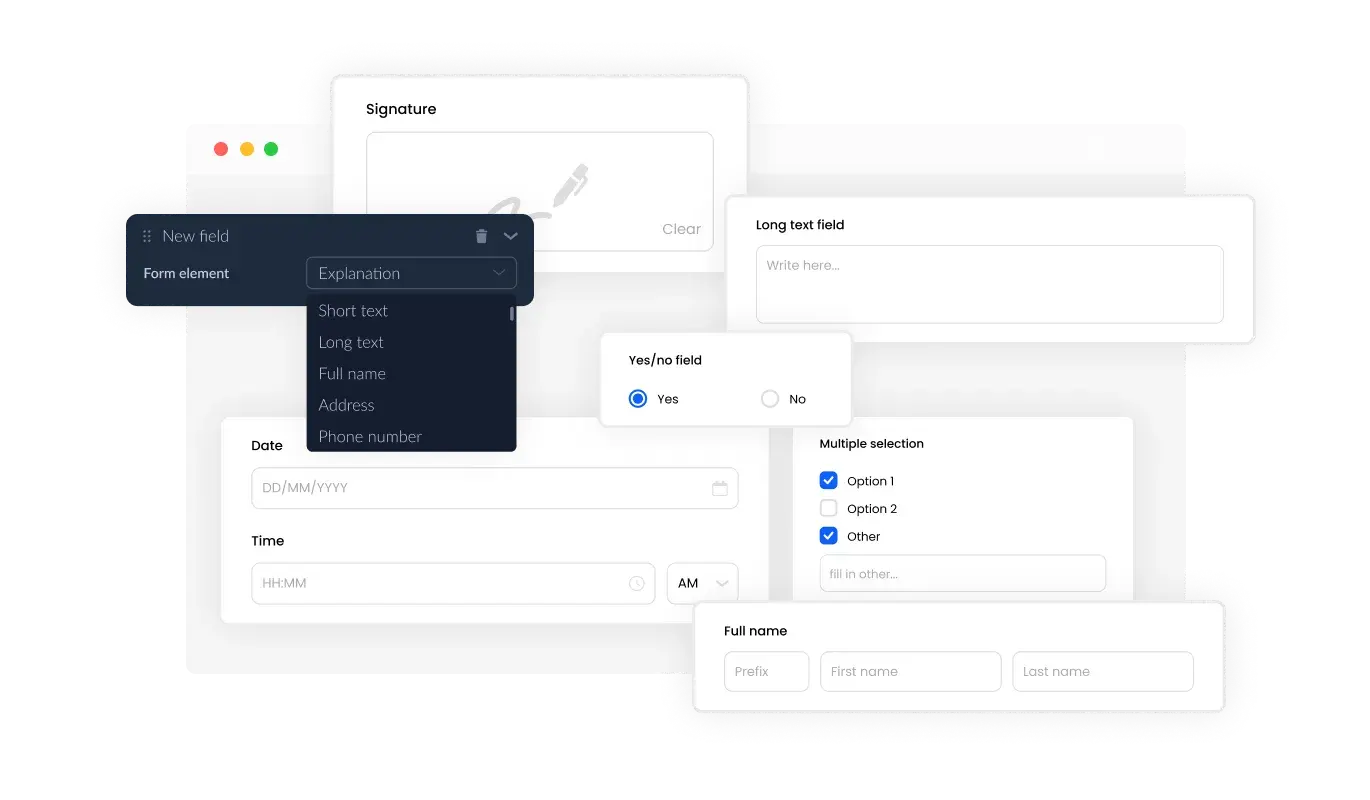 Signature
Clear
New field
Form element
Explanation
Short text
Long text
Full name
Address
Phone number
Long text field
Write here...
Yes/no field
Yes No
Date
DD/MM/YYYY
Time
HH:MM AM
Multiple selection
Option 1
Option 2
Other
fill in other...
Full name
Prefix First name Last name